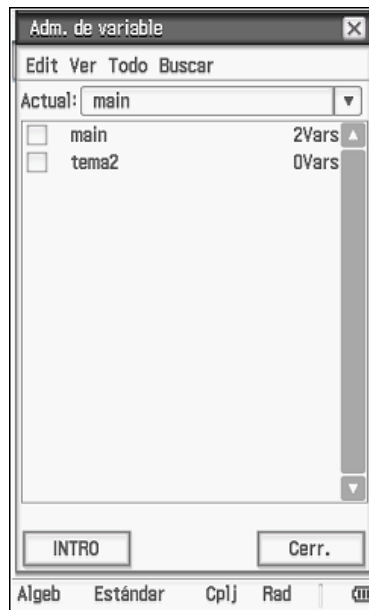 Adm. de variable
Edit Ver Todo Buscar
Actual: main
main 2Vars
tema2 0Vars
INTRO Cerr.
Algeb Estándar Cplj Rad